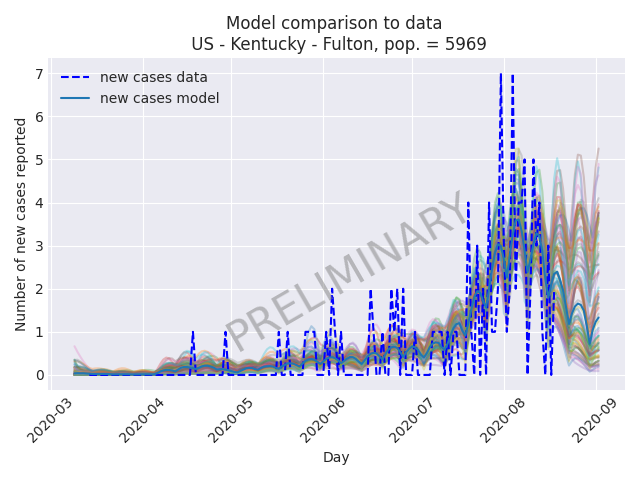 Model comparison to data
US - Kentucky - Fulton, pop. = 5969
new cases data
new cases model
PRELIMINARY
Number of new cases reported
7
6
5
4
3
2
1
0
2020-03
2020-04
2020-05
2020-06
2020-07
2020-08
2020-09
Day